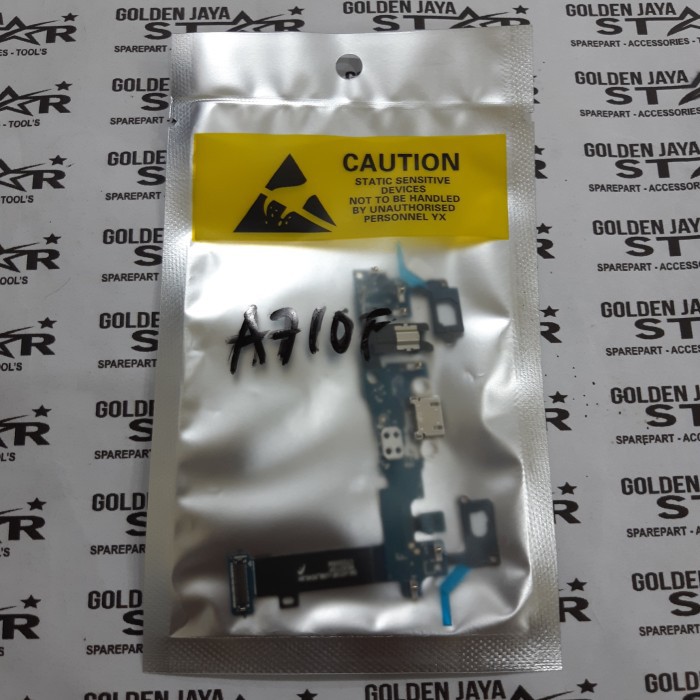 CAUTION
STATIC SENSITIVE
DEVICES
NOT TO BE HANDLED
BY UNAUTHORISED
PERSONNEL YX
A710F
GOLDEN JAYA
STAR
SPAREPART - ACCESSORIES - TOOL'S